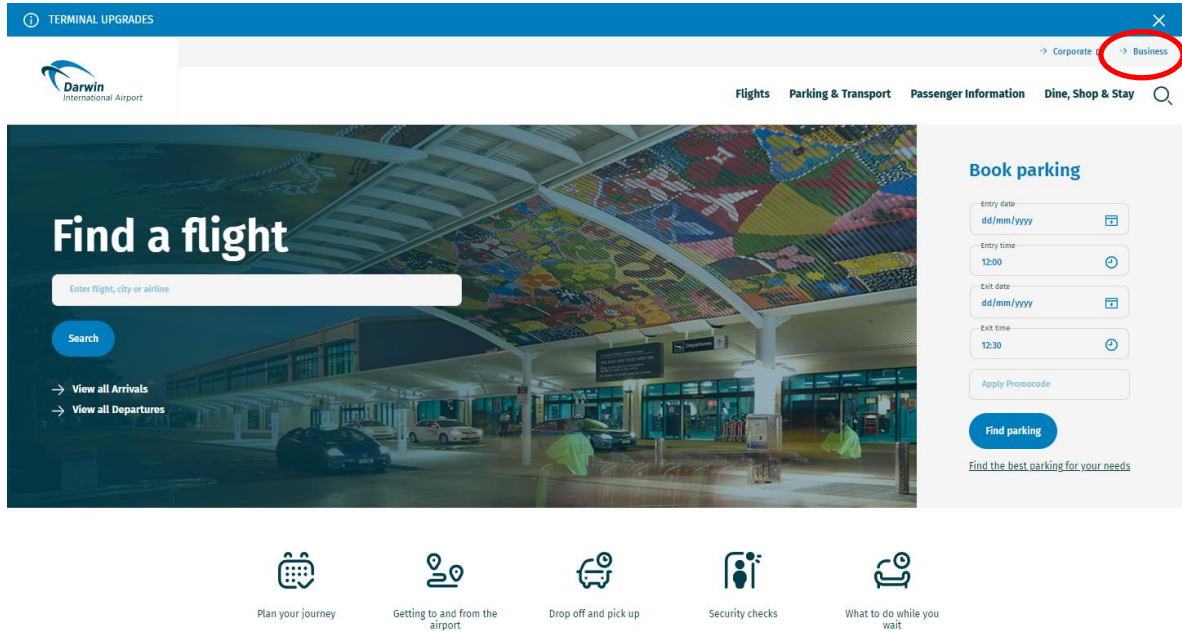 TERMINAL UPGRADES
Corporate
Business
Darwin
International Airport
Flights Parking & Transport Passenger Information Dine, Shop & Stay
Find a flight
Enter flight, city or airline
Search
View all Arrivals
View all Departures
Departures
Book parking
Entry date
dd/mm/yyyy
Entry time
12:00
Exit date
dd/mm/yyyy
Exit time
12:30
Apply Promocode
Find parking
Find the best parking for your needs
Plan your journey
Getting to and from the
airport
Drop off and pick up
Security checks
What to do while you
wait